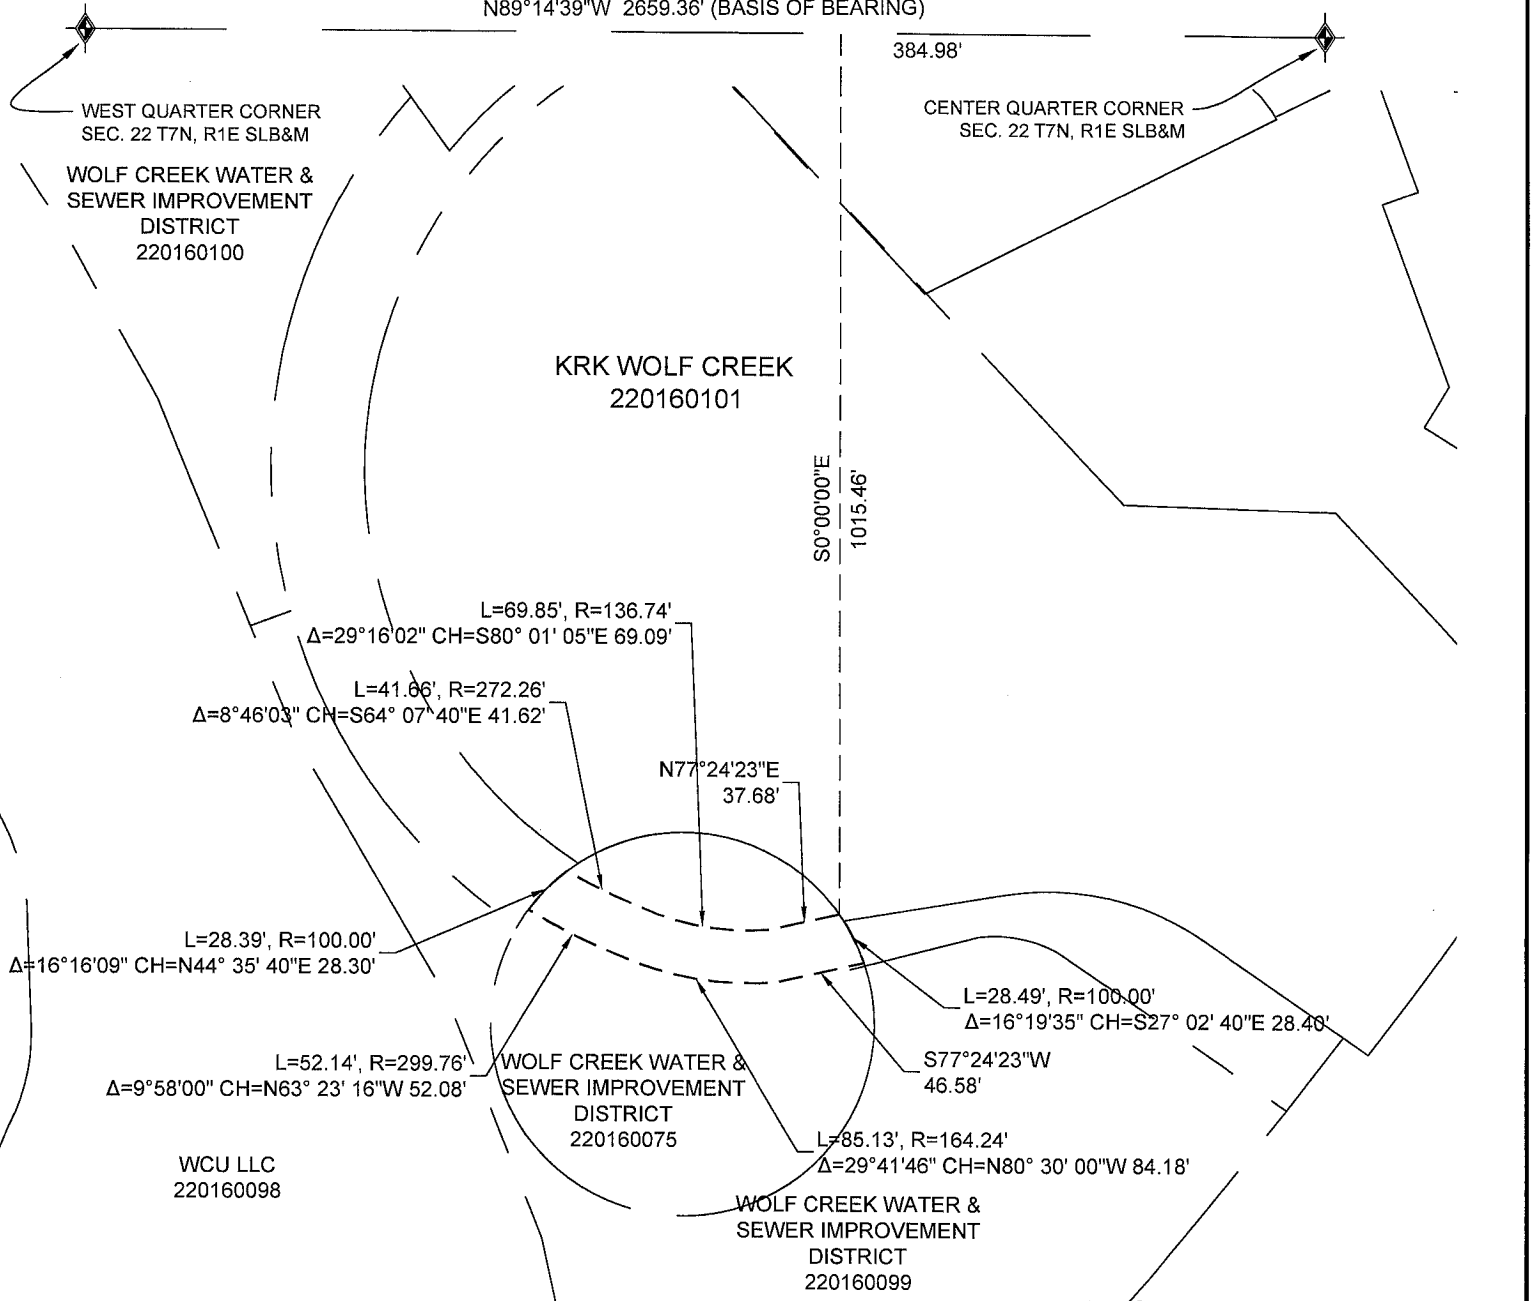 N89°14'39"W 2659.36' (BASIS OF BEARING)
384.98'
WEST QUARTER CORNER
SEC. 22 T7N, R1E SLB&M
CENTER QUARTER CORNER
SEC. 22 T7N, R1E SLB&M
WOLF CREEK WATER &
SEWER IMPROVEMENT
DISTRICT
220160100
KRK WOLF CREEK
220160101
S0°00'00"E
1015.46'
L=69.85', R=136.74'
Δ=29°16'02" CH=S80° 01' 05"E 69.09'
L=41.66', R=272.26'
Δ=8°46'03" CH=S64° 07' 40"E 41.62'
N77°24'23"E
37.68'
L=28.39', R=100.00'
Δ=16°16'09" CH=N44° 35' 40"E 28.30'
L=28.49', R=100.00'
Δ=16°19'35" CH=S27° 02' 40"E 28.40'
L=52.14', R=299.76'
Δ=9°58'00" CH=N63° 23' 16"W 52.08'
WOLF CREEK WATER &
SEWER IMPROVEMENT
DISTRICT
220160075
S77°24'23"W
46.58'
L=85.13', R=164.24'
Δ=29°41'46" CH=N80° 30' 00"W 84.18'
WCU LLC
220160098
WOLF CREEK WATER &
SEWER IMPROVEMENT
DISTRICT
220160099